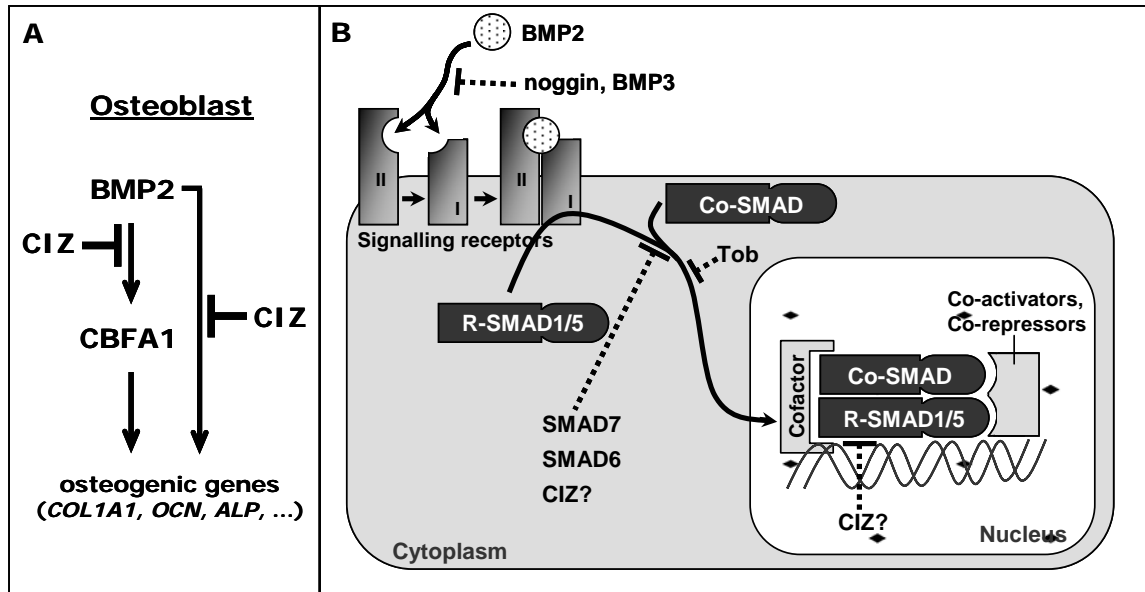 A
Osteoblast
BMP2
CIZ
CIZ
CBFA1
osteogenic genes
(COL1A1, OCN, ALP, ...)
B
BMP2
noggin, BMP3
II
I
II
I
Signalling receptors
Co-SMAD
Tob
R-SMAD1/5
SMAD7
SMAD6
CIZ?
Cytoplasm
Co-activators,
Co-repressors
Cofactor
Co-SMAD
R-SMAD1/5
CIZ?
Nucleus